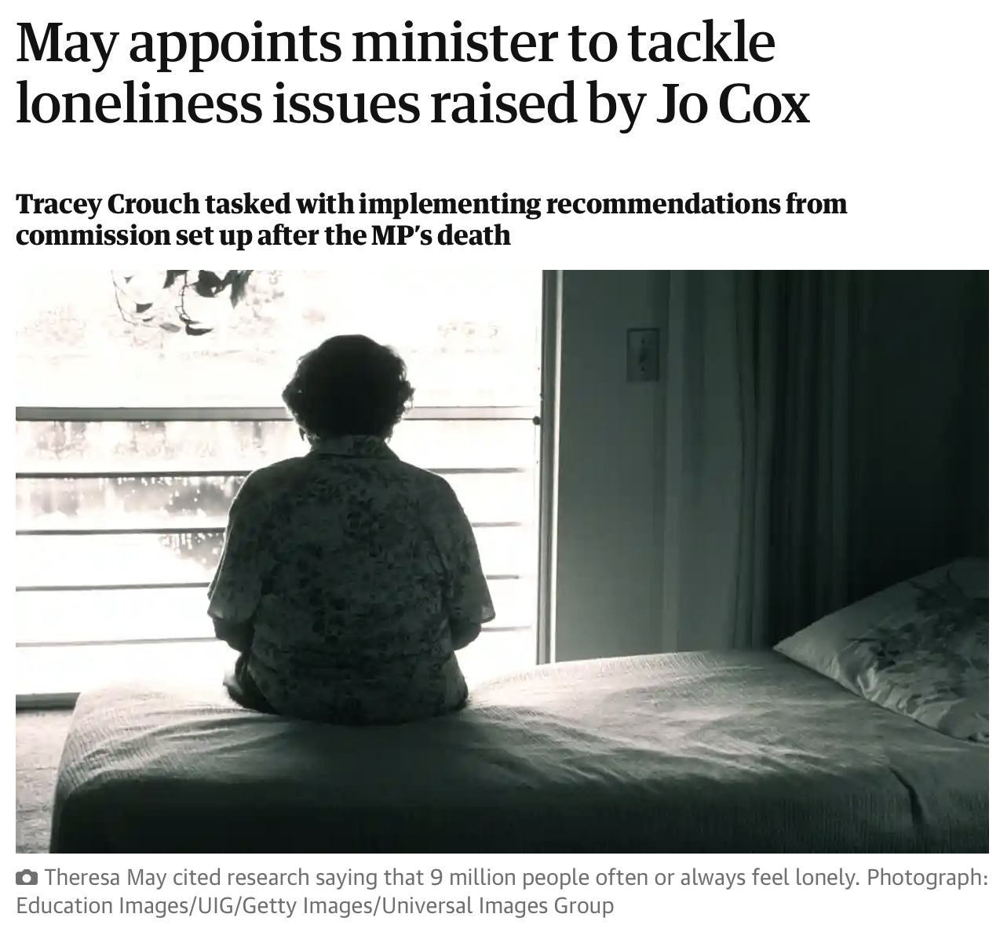 May appoints minister to tackle
loneliness issues raised by Jo Cox
Tracey Crouch tasked with implementing recommendations from
commission set up after the MP’s death
Theresa May cited research saying that 9 million people often or always feel lonely. Photograph:
Education Images/UIG/Getty Images/Universal Images Group